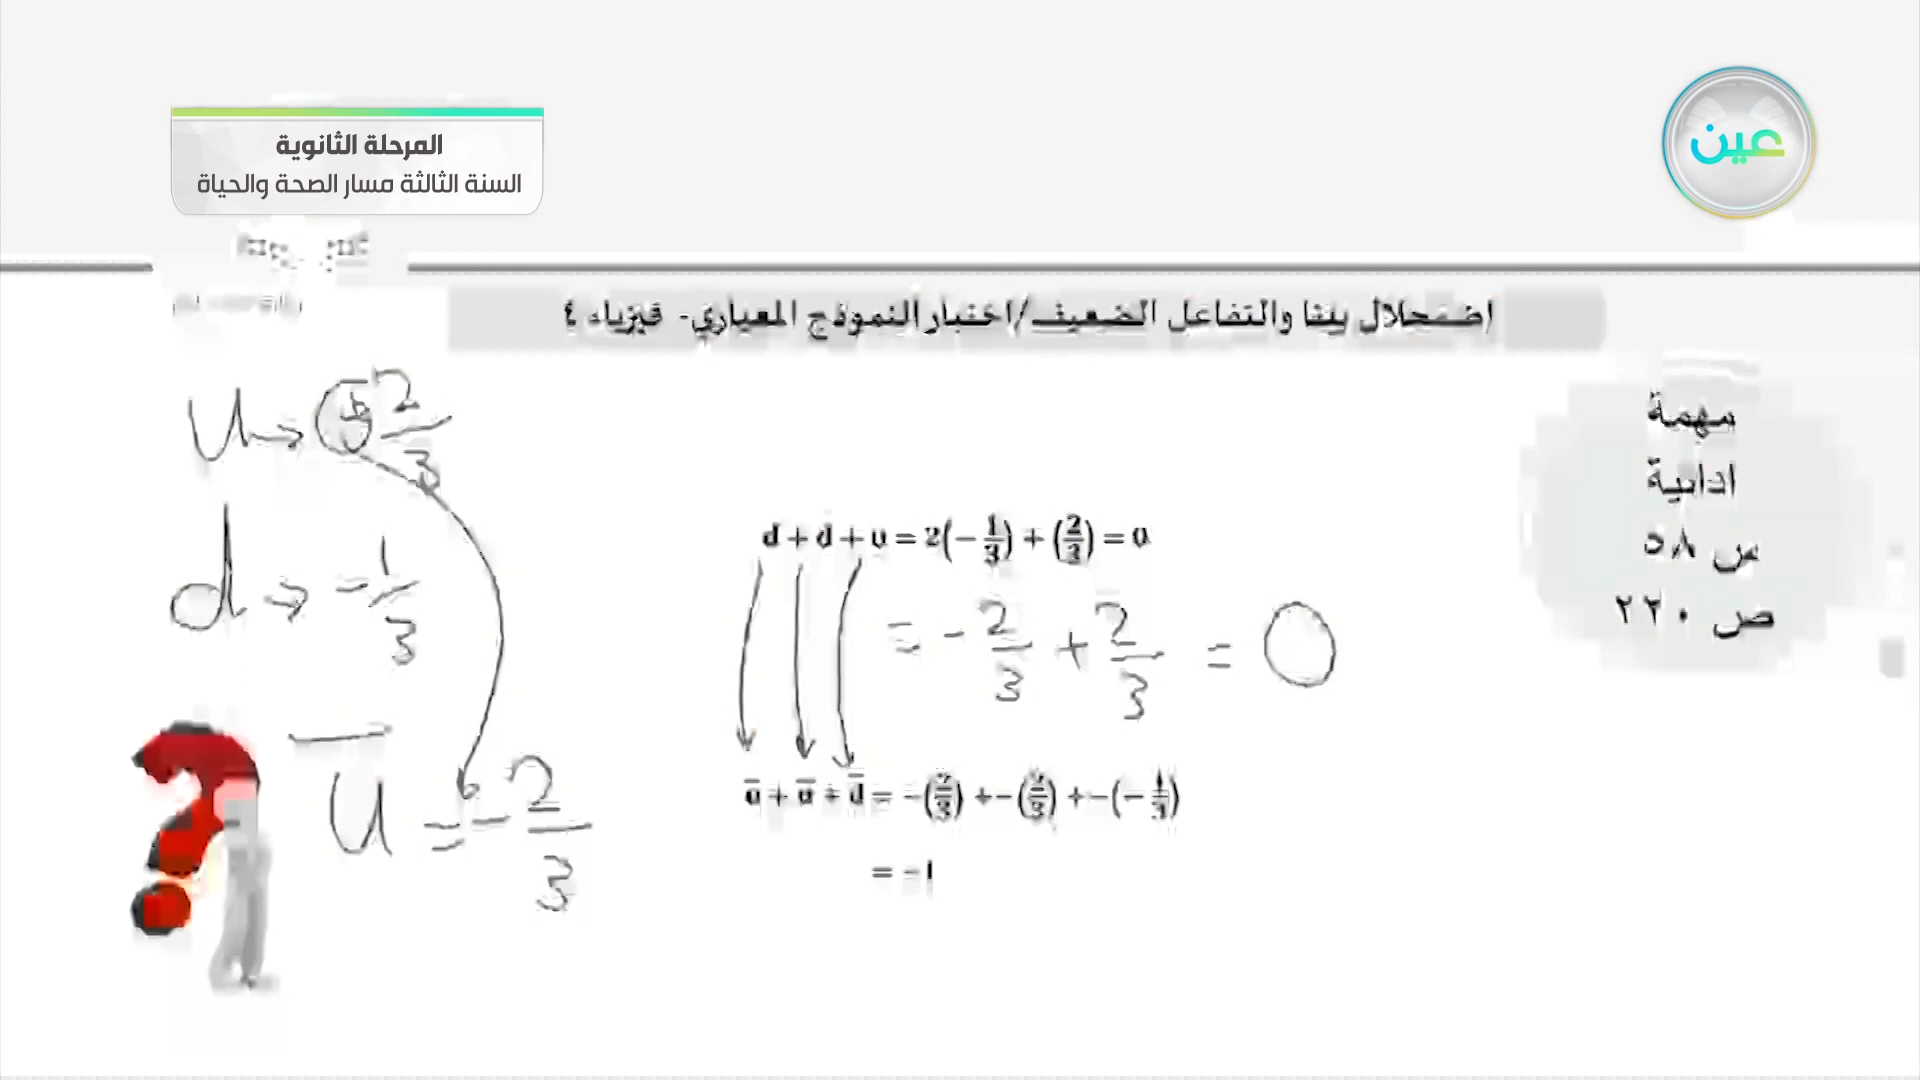 المرحلة الثانوية
السنة الثالثة مسار الصحة والحياة
عين
اضمحلال بيتا والتفاعل الضعيف/اختبار النموذج المعياري- فيزياء ٤
مهمة
ادائية
س ٥٨
ص ٢٢٠
u → + 2/3
d → - 1/3
ū = - 2/3
d + d + u = 2(- 1/3) + (2/3) = 0
= - 2/3 + 2/3 = 0
ū + ū + d̄ = -(2/3) + -(2/3) + -(- 1/3)
= -1